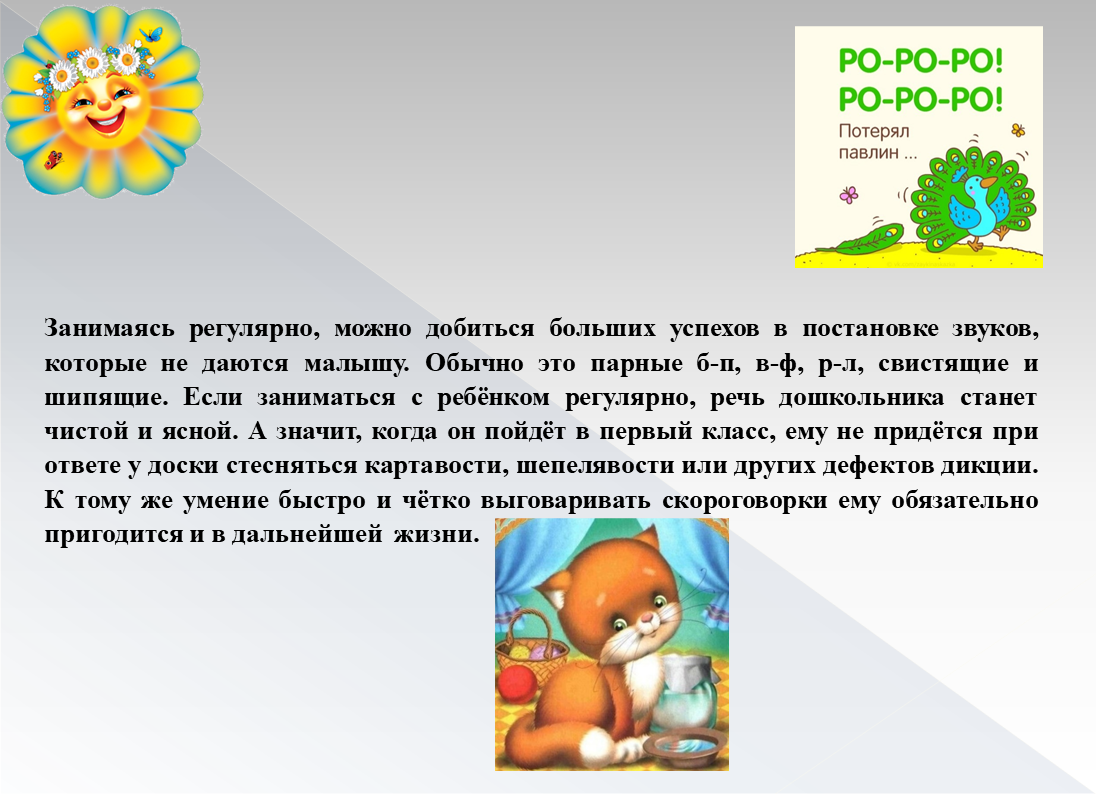 РО-РО-РО!
РО-РО-РО!
Потерял
павлин ...
Занимаясь регулярно, можно добиться больших успехов в постановке звуков,
которые не даются малышу. Обычно это парные б-п, в-ф, р-л, свистящие и
шипящие. Если заниматься с ребёнком регулярно, речь дошкольника станет
чистой и ясной. А значит, когда он пойдёт в первый класс, ему не придётся при
ответе у доски стесняться картавости, шепелявости или других дефектов дикции.
К тому же умение быстро и чётко выговаривать скороговорки ему обязательно
пригодится и в дальнейшей жизни.